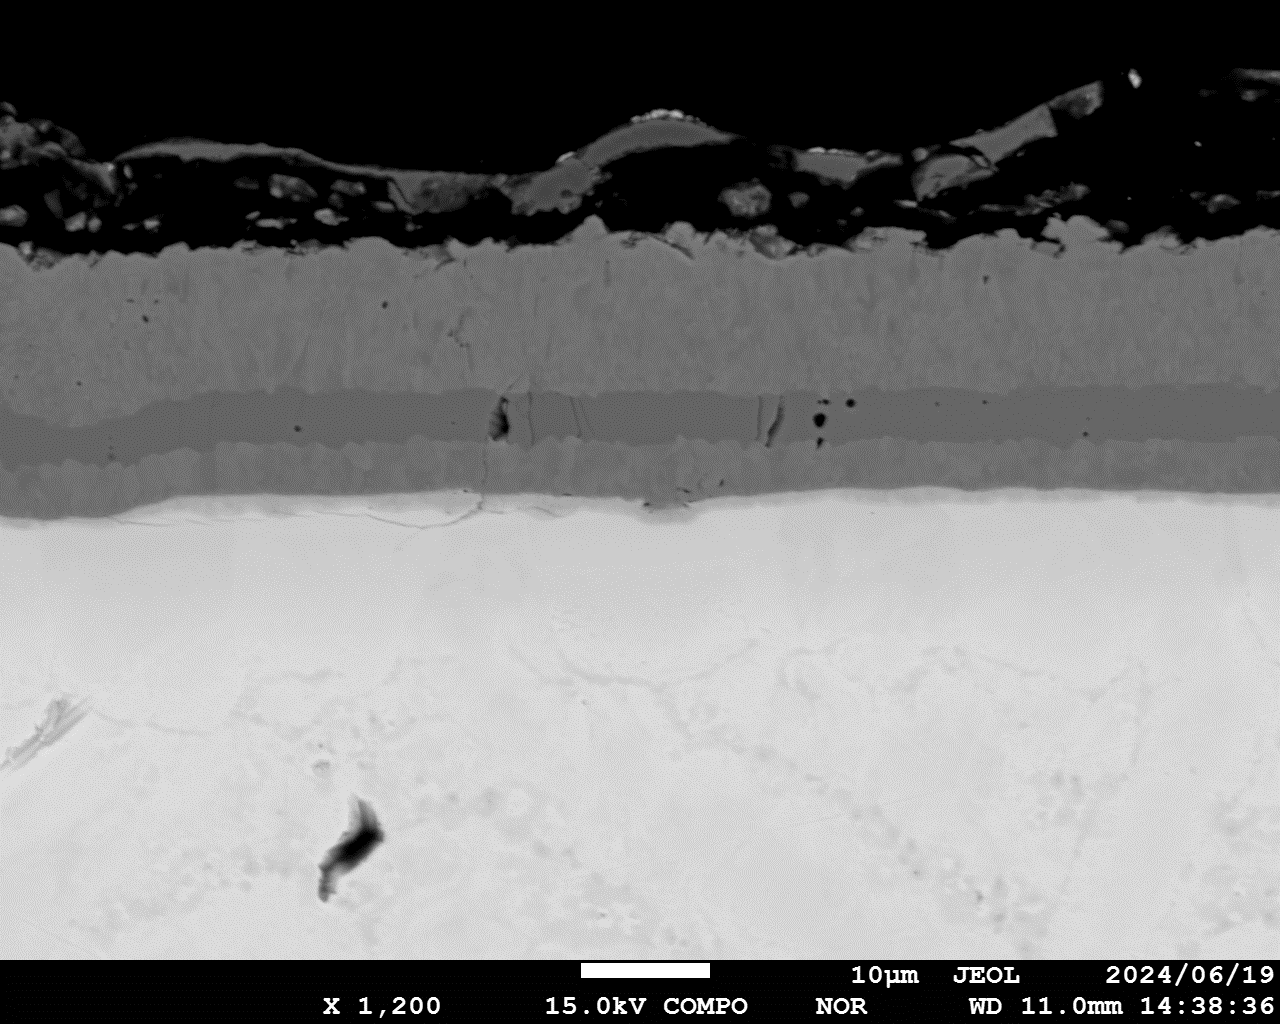 10µm JEOL 2024/06/19
X 1,200 15.0kV COMPO NOR WD 11.0mm 14:38:36